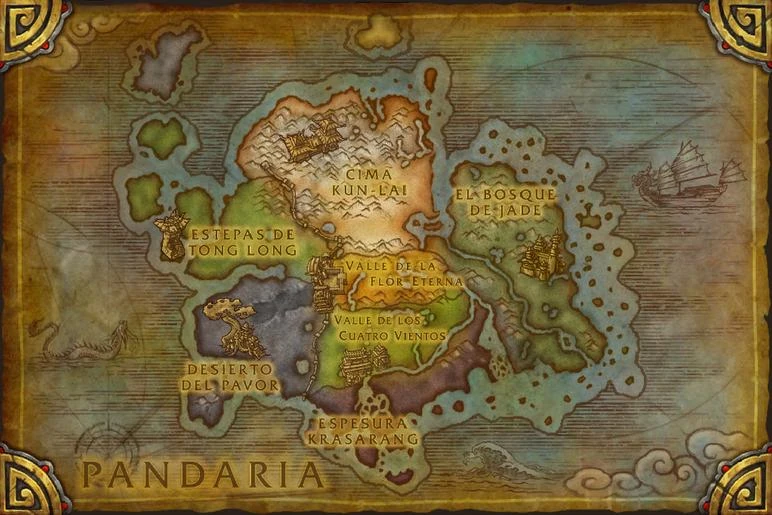 CIMA
KUN-LAI
EL BOSQUE
DE JADE
ESTEPAS DE
TONG LONG
VALLE DE LA
FLOR ETERNA
VALLE DE LOS
CUATRO VIENTOS
DESIERTO
DEL PAVOR
ESPESURA
KRASARANG
PANDARIA